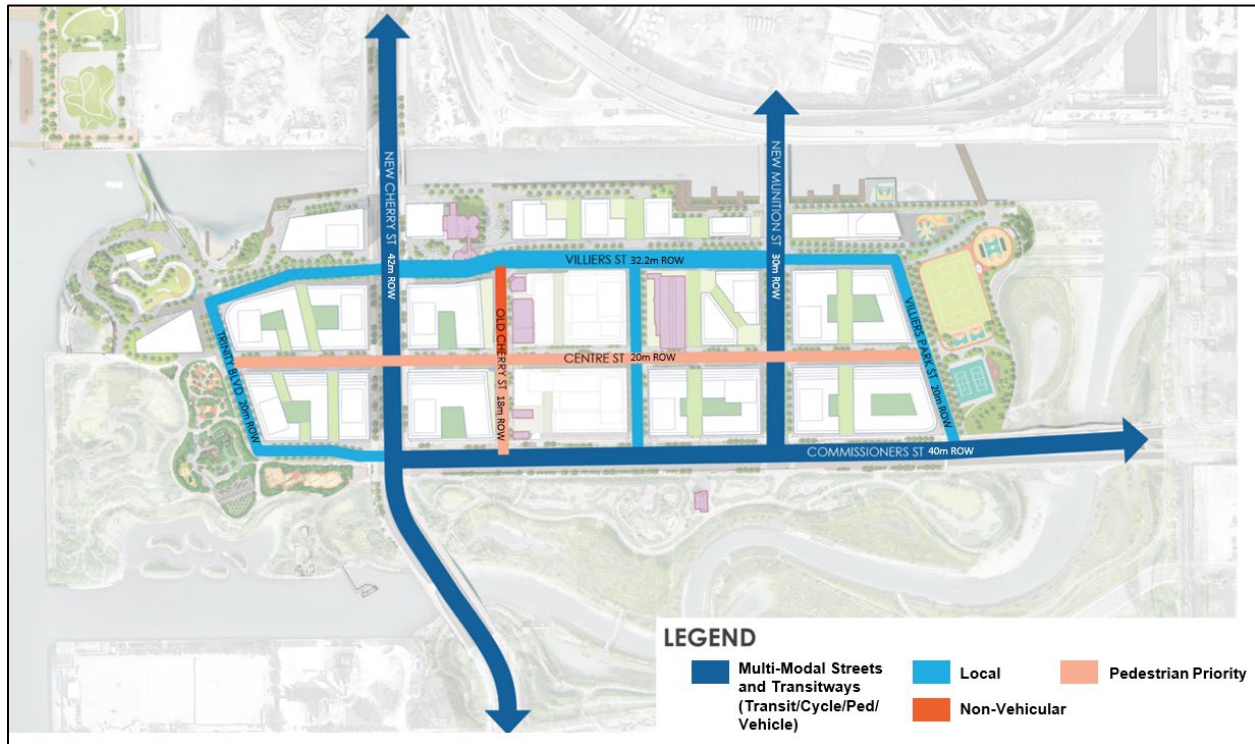 NEW CHERRY ST 42m ROW
NEW MUNITION ST 30m ROW
VILLIERS ST 32.2m ROW
OLD CHERRY ST 18m ROW
VILLIERS PARK ST 20m ROW
TRINITY BLVD 20m ROW
CENTRE ST 20m ROW
COMMISSIONERS ST 40m ROW
LEGEND
Multi-Modal Streets
and Transitways
(Transit/Cycle/Ped/
Vehicle)
Local
Non-Vehicular
Pedestrian Priority